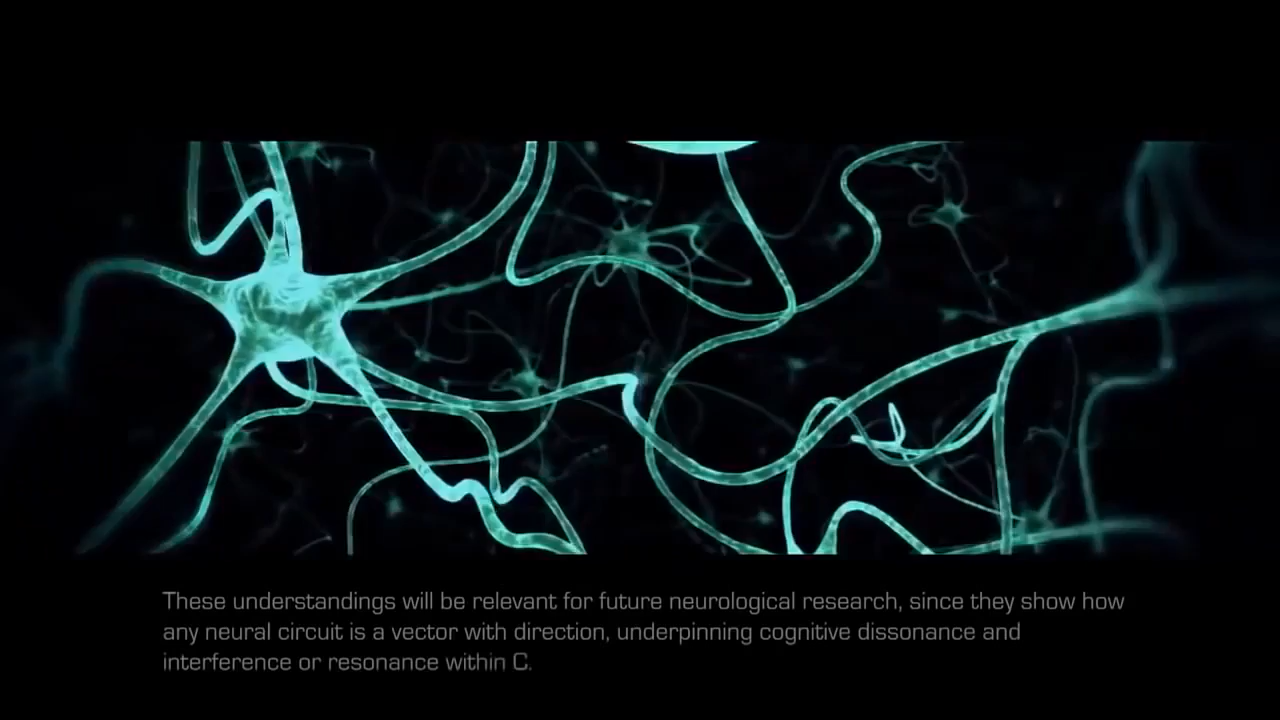 These understandings will be relevant for future neurological research, since they show how
any neural circuit is a vector with direction, underpinning cognitive dissonance and
interference or resonance within C.